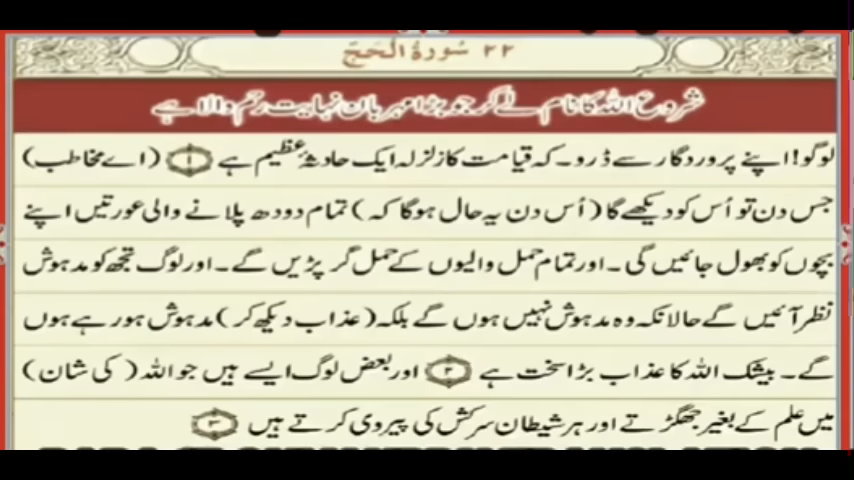 ۲۲ سُورَةُ الْحَجّ
شروع اللہ کا نام لے کر جو بڑا مہربان نہایت رحم والا ہے
لوگو! اپنے پروردگار سے ڈرو۔ کہ قیامت کا زلزلہ ایک حادثۂ عظیم ہے ۱ (اے مخاطب)
جس دن تو اُس کو دیکھے گا (اُس دن یہ حال ہوگا کہ) تمام دودھ پلانے والی عورتیں اپنے
بچوں کو بھول جائیں گی۔ اور تمام حمل والیوں کے حمل گر پڑیں گے۔ اور لوگ تجھ کو مدہوش
نظر آئیں گے حالانکہ وہ مدہوش نہیں ہوں گے بلکہ (عذاب دیکھ کر) مدہوش ہو رہے ہوں
گے۔ بیشک اللہ کا عذاب بڑا سخت ہے ۲ اور بعض لوگ ایسے ہیں جو اللہ (کی شان)
میں علم کے بغیر جھگڑتے اور ہر شیطان سرکش کی پیروی کرتے ہیں ۳